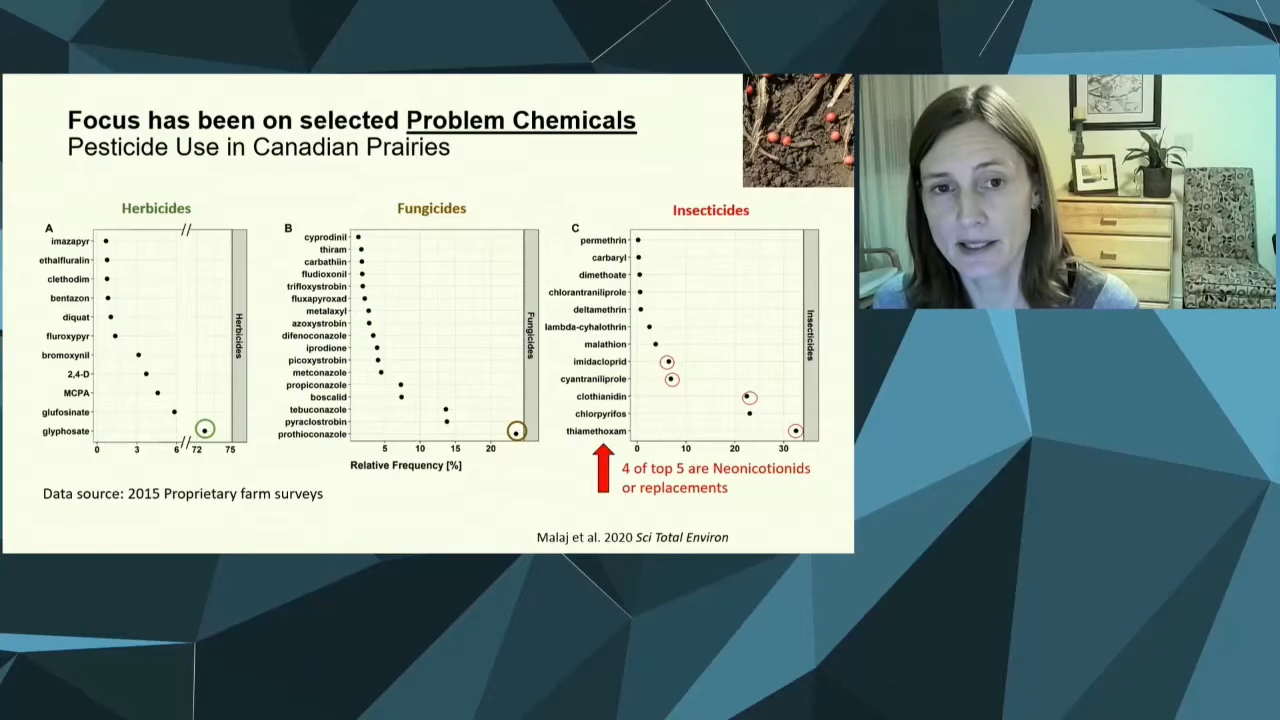 Focus has been on selected Problem Chemicals
Pesticide Use in Canadian Prairies
Herbicides
Fungicides
Insecticides
A
//
imazapyr
ethalfluralin
clethodim
bentazon
diquat
fluroxypyr
bromoxynil
2,4-D
MCPA
glufosinate
glyphosate
0 3 6 // 72 75
Herbicides
B
cyprodinil
thiram
carbathiin
fludioxonil
trifloxystrobin
fluxapyroxad
metalaxyl
azoxystrobin
difenoconazole
iprodione
picoxystrobin
metconazole
propiconazole
boscalid
tebuconazole
pyraclostrobin
prothioconazole
5 10 15 20
Relative Frequency [%]
Fungicides
C
permethrin
carbaryl
dimethoate
chlorantraniliprole
deltamethrin
lambda-cyhalothrin
malathion
imidacloprid
cyantraniliprole
clothianidin
chlorpyrifos
thiamethoxam
0 10 20 30
Insecticides
4 of top 5 are Neonicotionids
or replacements
Data source: 2015 Proprietary farm surveys
Malaj et al. 2020 Sci Total Environ